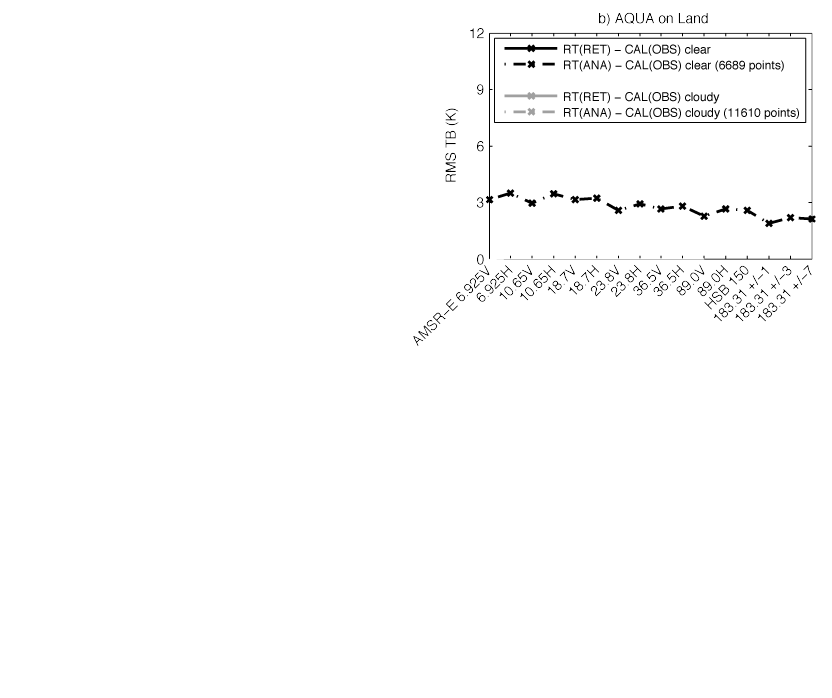 b) AQUA on Land
12
9
6
3
0
RMS TB (K)
RT(RET) − CAL(OBS) clear
RT(ANA) − CAL(OBS) clear (6689 points)
RT(RET) − CAL(OBS) cloudy
RT(ANA) − CAL(OBS) cloudy (11610 points)
AMSR−E 6.925V
6.925H
10.65V
10.65H
18.7V
18.7H
23.8V
23.8H
36.5V
36.5H
89.0V
89.0H
HSB 150
183.31 +/−1
183.31 +/−3
183.31 +/−7